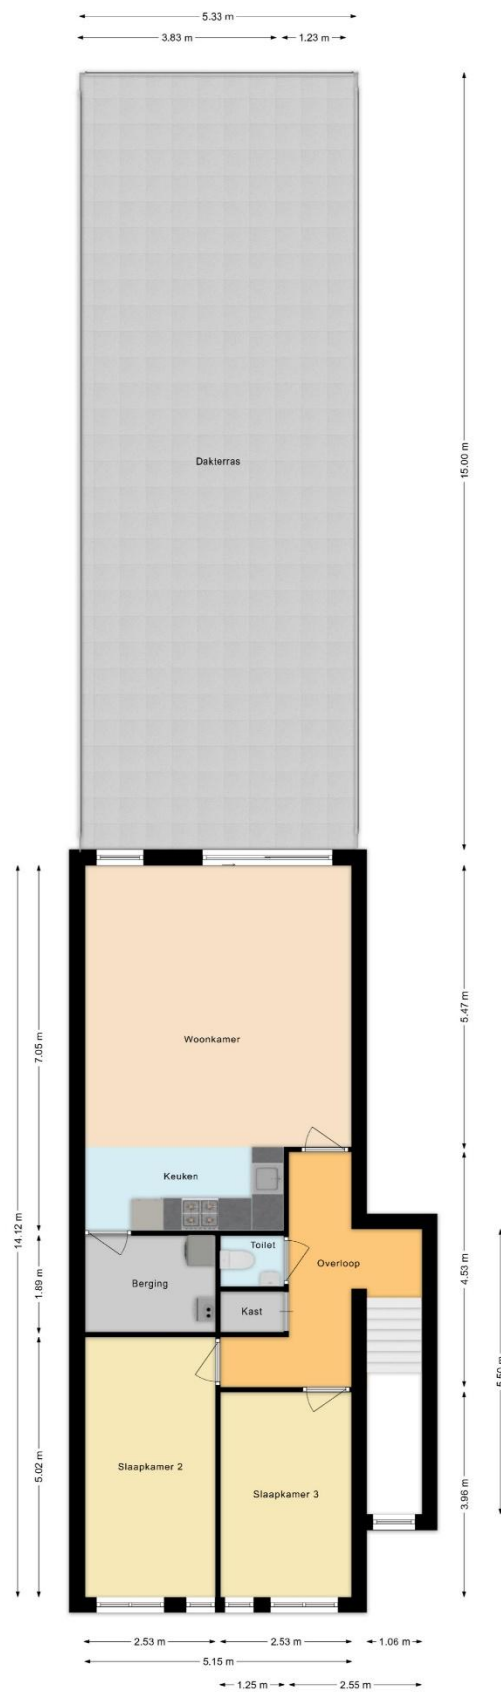 5.33 m
3.83 m
1.23 m
15.00 m
Dakterras
5.47 m
7.05 m
Woonkamer
Keuken
14.12 m
Toilet
Overloop
4.53 m
1.89 m
Berging
Kast
5.50 m
5.02 m
Slaapkamer 2
Slaapkamer 3
3.96 m
2.53 m
2.53 m
1.06 m
5.15 m
1.25 m
2.55 m